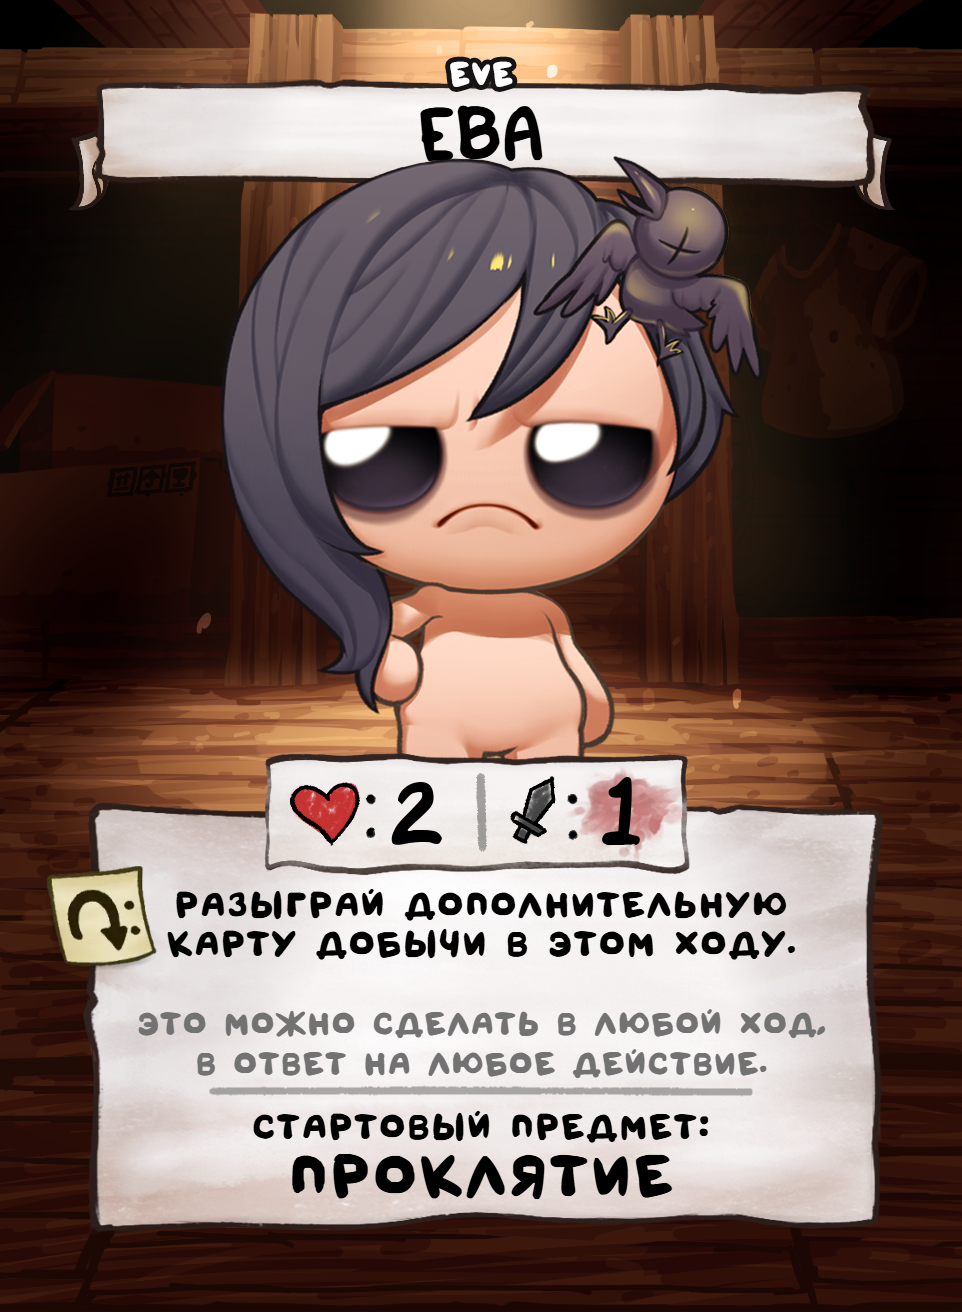 EVE
ЕВА
:2 :1
РАЗЫГРАЙ ДОПОЛНИТЕЛЬНУЮ
КАРТУ ДОБЫЧИ В ЭТОМ ХОДУ.
ЭТО МОЖНО СДЕЛАТЬ В ЛЮБОЙ ХОД,
В ОТВЕТ НА ЛЮБОЕ ДЕЙСТВИЕ.
СТАРТОВЫЙ ПРЕДМЕТ:
ПРОКЛЯТИЕ